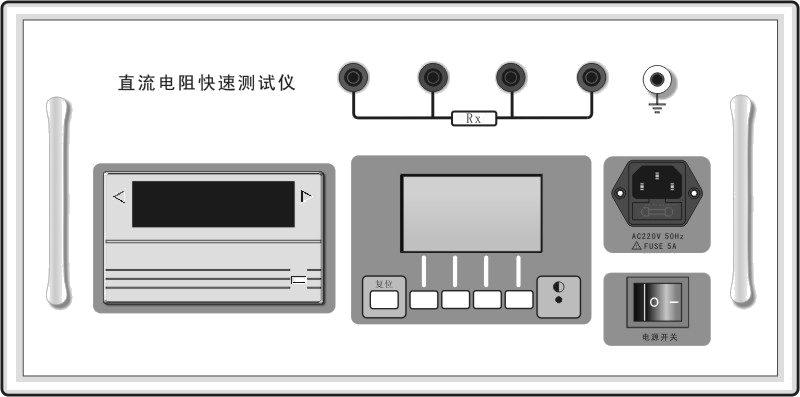 直流电阻快速测试仪
Rx
复位
AC220V 50Hz
FUSE 5A
电源开关